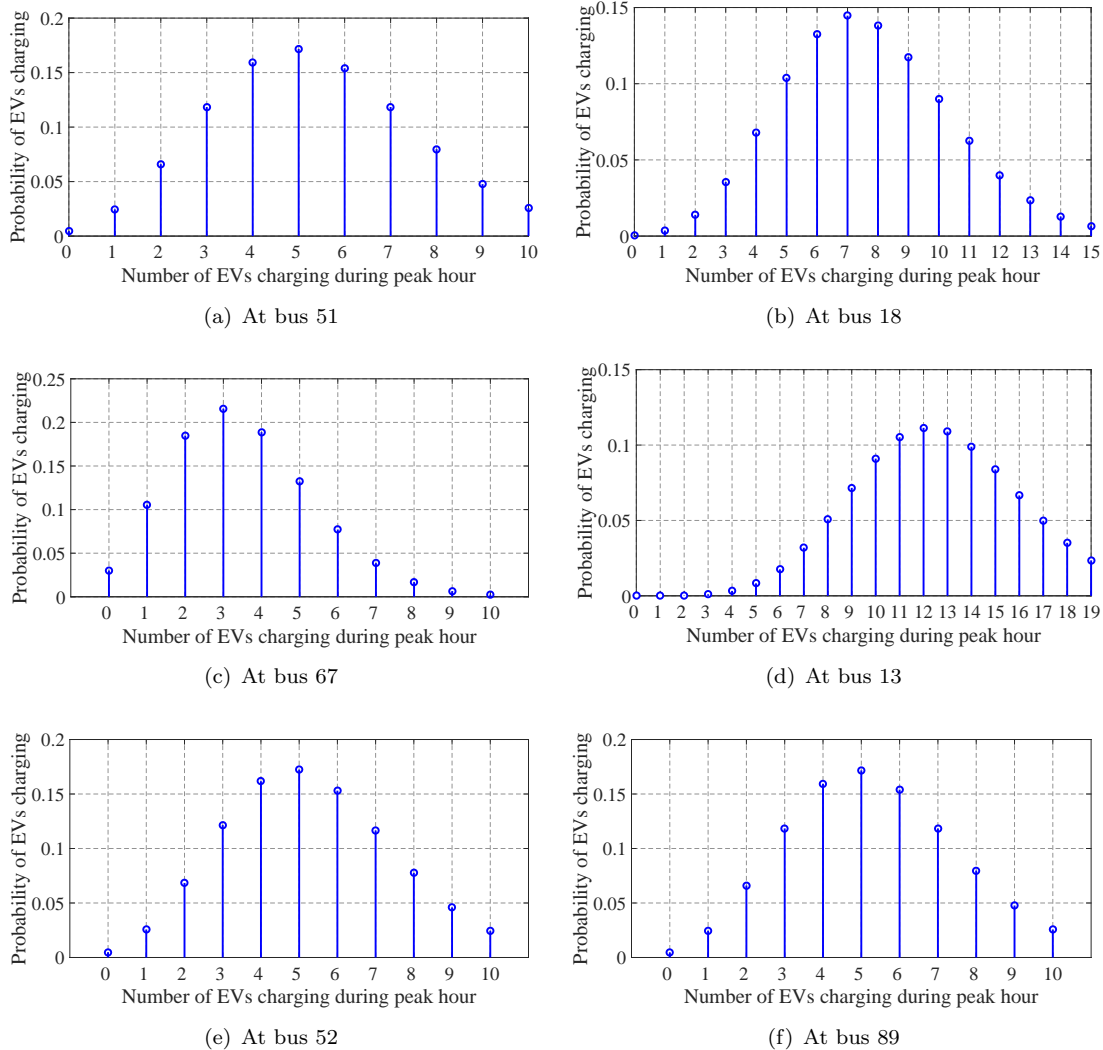 0.2
0.15
0.1
0.05
0
Probability of EVs charging
0 1 2 3 4 5 6 7 8 9 10
Number of EVs charging during peak hour
(a) At bus 51
0.15
0.1
0.05
0
Probability of EVs charging
0 1 2 3 4 5 6 7 8 9 10 11 12 13 14 15
Number of EVs charging during peak hour
(b) At bus 18
0.25
0.2
0.15
0.1
0.05
0
Probability of EVs charging
0 1 2 3 4 5 6 7 8 9 10
Number of EVs charging during peak hour
(c) At bus 67
0.15
0.1
0.05
0
Probability of EVs charging
0 1 2 3 4 5 6 7 8 9 10 11 12 13 14 15 16 17 18 19
Number of EVs charging during peak hour
(d) At bus 13
0.2
0.15
0.1
0.05
0
Probability of EVs charging
0 1 2 3 4 5 6 7 8 9 10
Number of EVs charging during peak hour
(e) At bus 52
0.2
0.15
0.1
0.05
0
Probability of EVs charging
0 1 2 3 4 5 6 7 8 9 10
Number of EVs charging during peak hour
(f) At bus 89